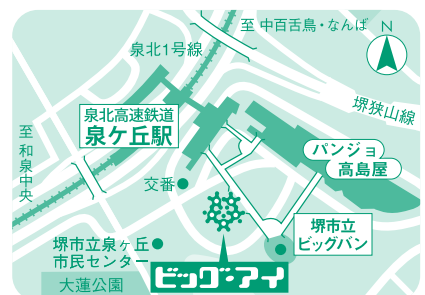 至 中百舌鳥・なんば
N
泉北1号線
堺狭山線
泉北高速鉄道
泉ケ丘駅
至 和泉中央
パンジョ
高島屋
交番
堺市立
ビッグバン
堺市立泉ヶ丘
市民センター
ビッグ・アイ
大蓮公園